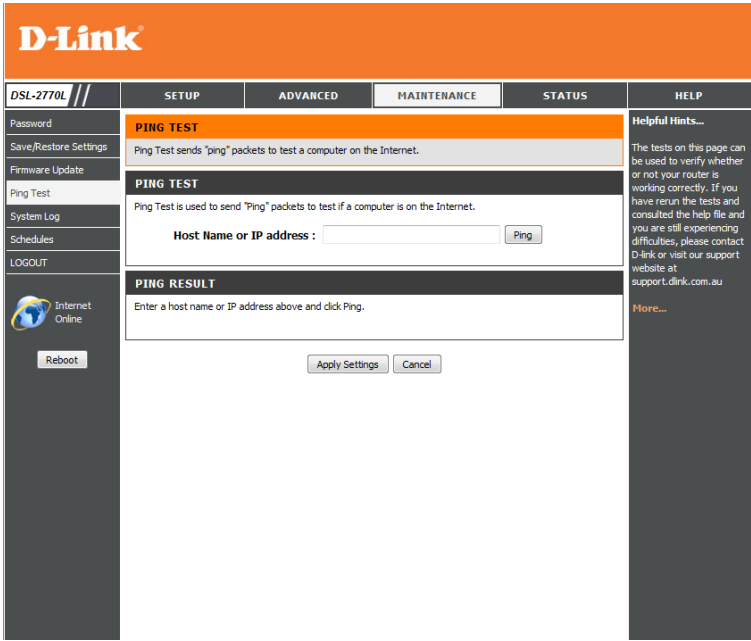 D-Link
DSL-2770L
SETUP
ADVANCED
MAINTENANCE
STATUS
HELP
Password
Save/Restore Settings
Firmware Update
Ping Test
System Log
Schedules
LOGOUT
Internet
Online
Reboot
PING TEST
Ping Test sends "ping" packets to test a computer on the Internet.
PING TEST
Ping Test is used to send "Ping" packets to test if a computer is on the Internet.
Host Name or IP address :
Ping
PING RESULT
Enter a host name or IP address above and click Ping.
Apply Settings
Cancel
Helpful Hints...
The tests on this page can
be used to verify whether
or not your router is
working correctly. If you
have rerun the tests and
consulted the help file and
you are still experiencing
difficulties, please contact
D-link or visit our support
website at
support.dlink.com.au
More...